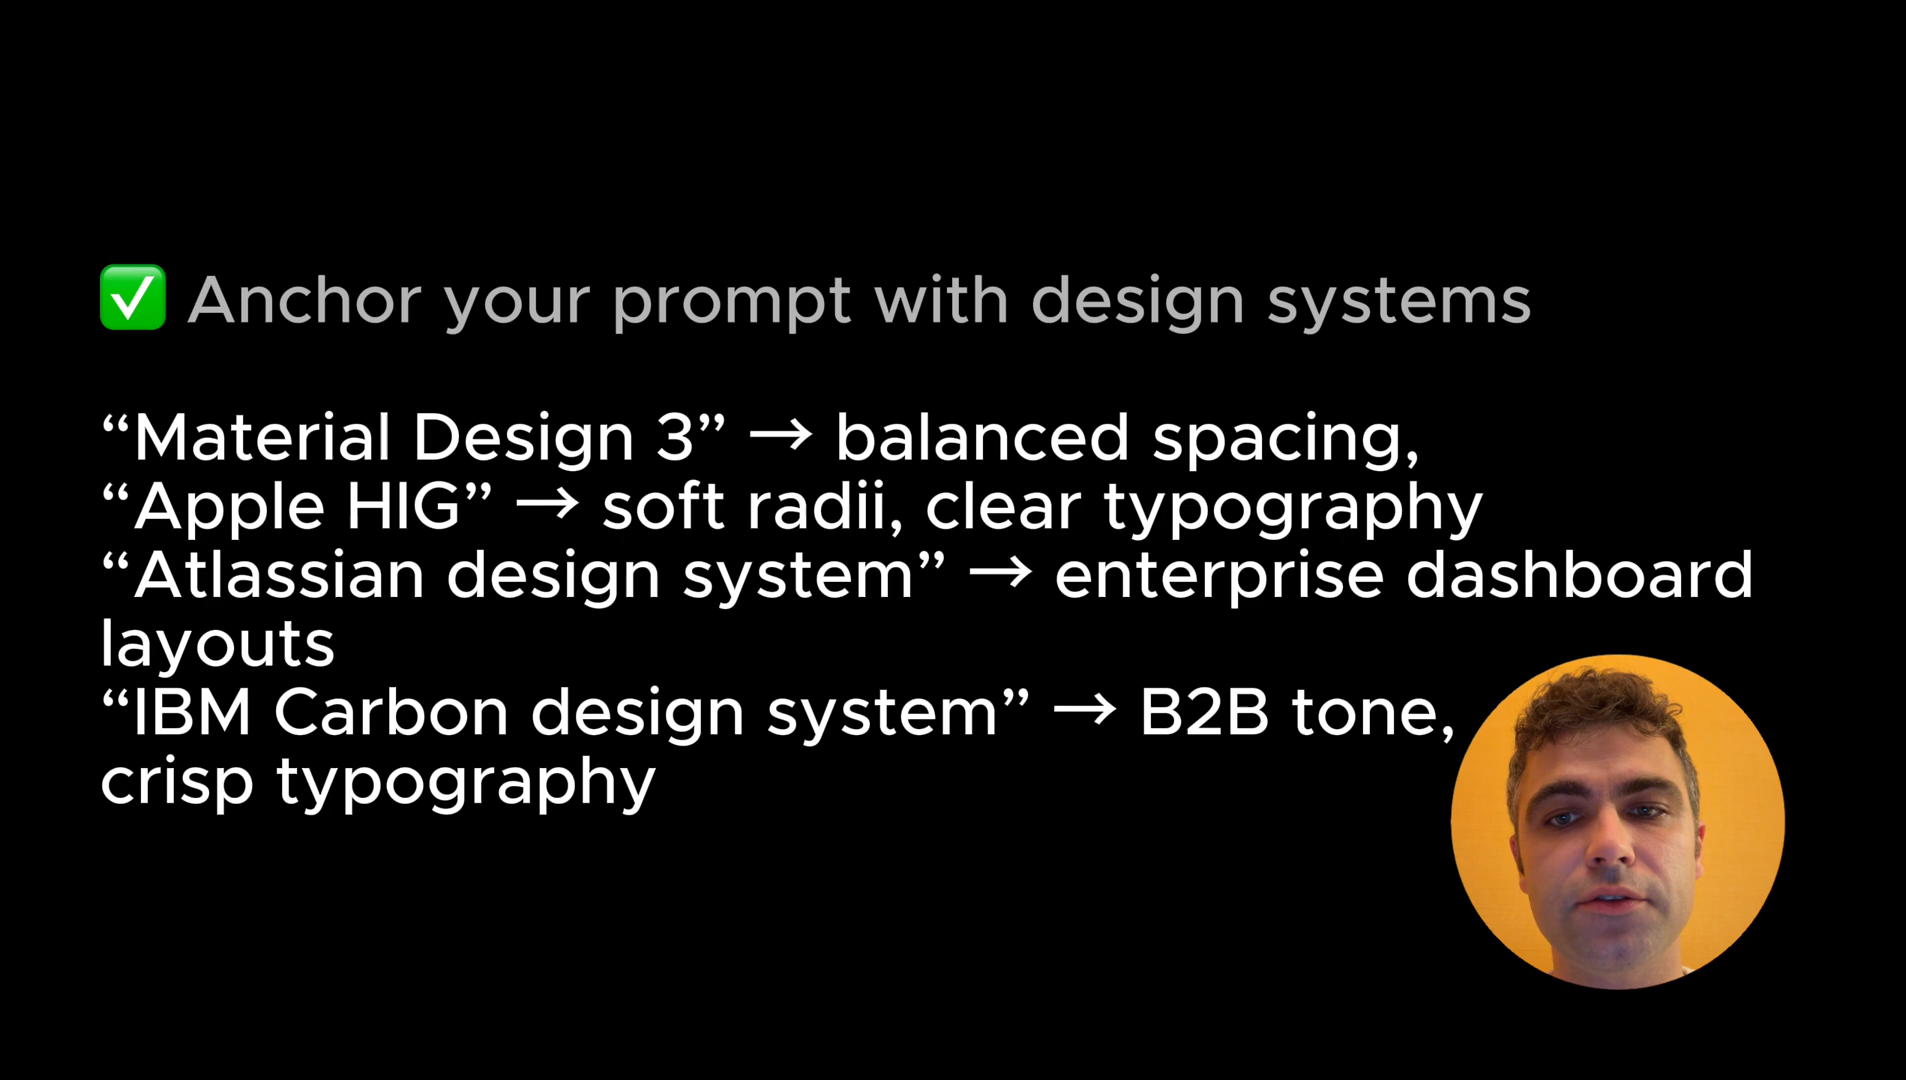 ✅ Anchor your prompt with design systems
“Material Design 3” → balanced spacing,
“Apple HIG” → soft radii, clear typography
“Atlassian design system” → enterprise dashboard
layouts
“IBM Carbon design system” → B2B tone,
crisp typography